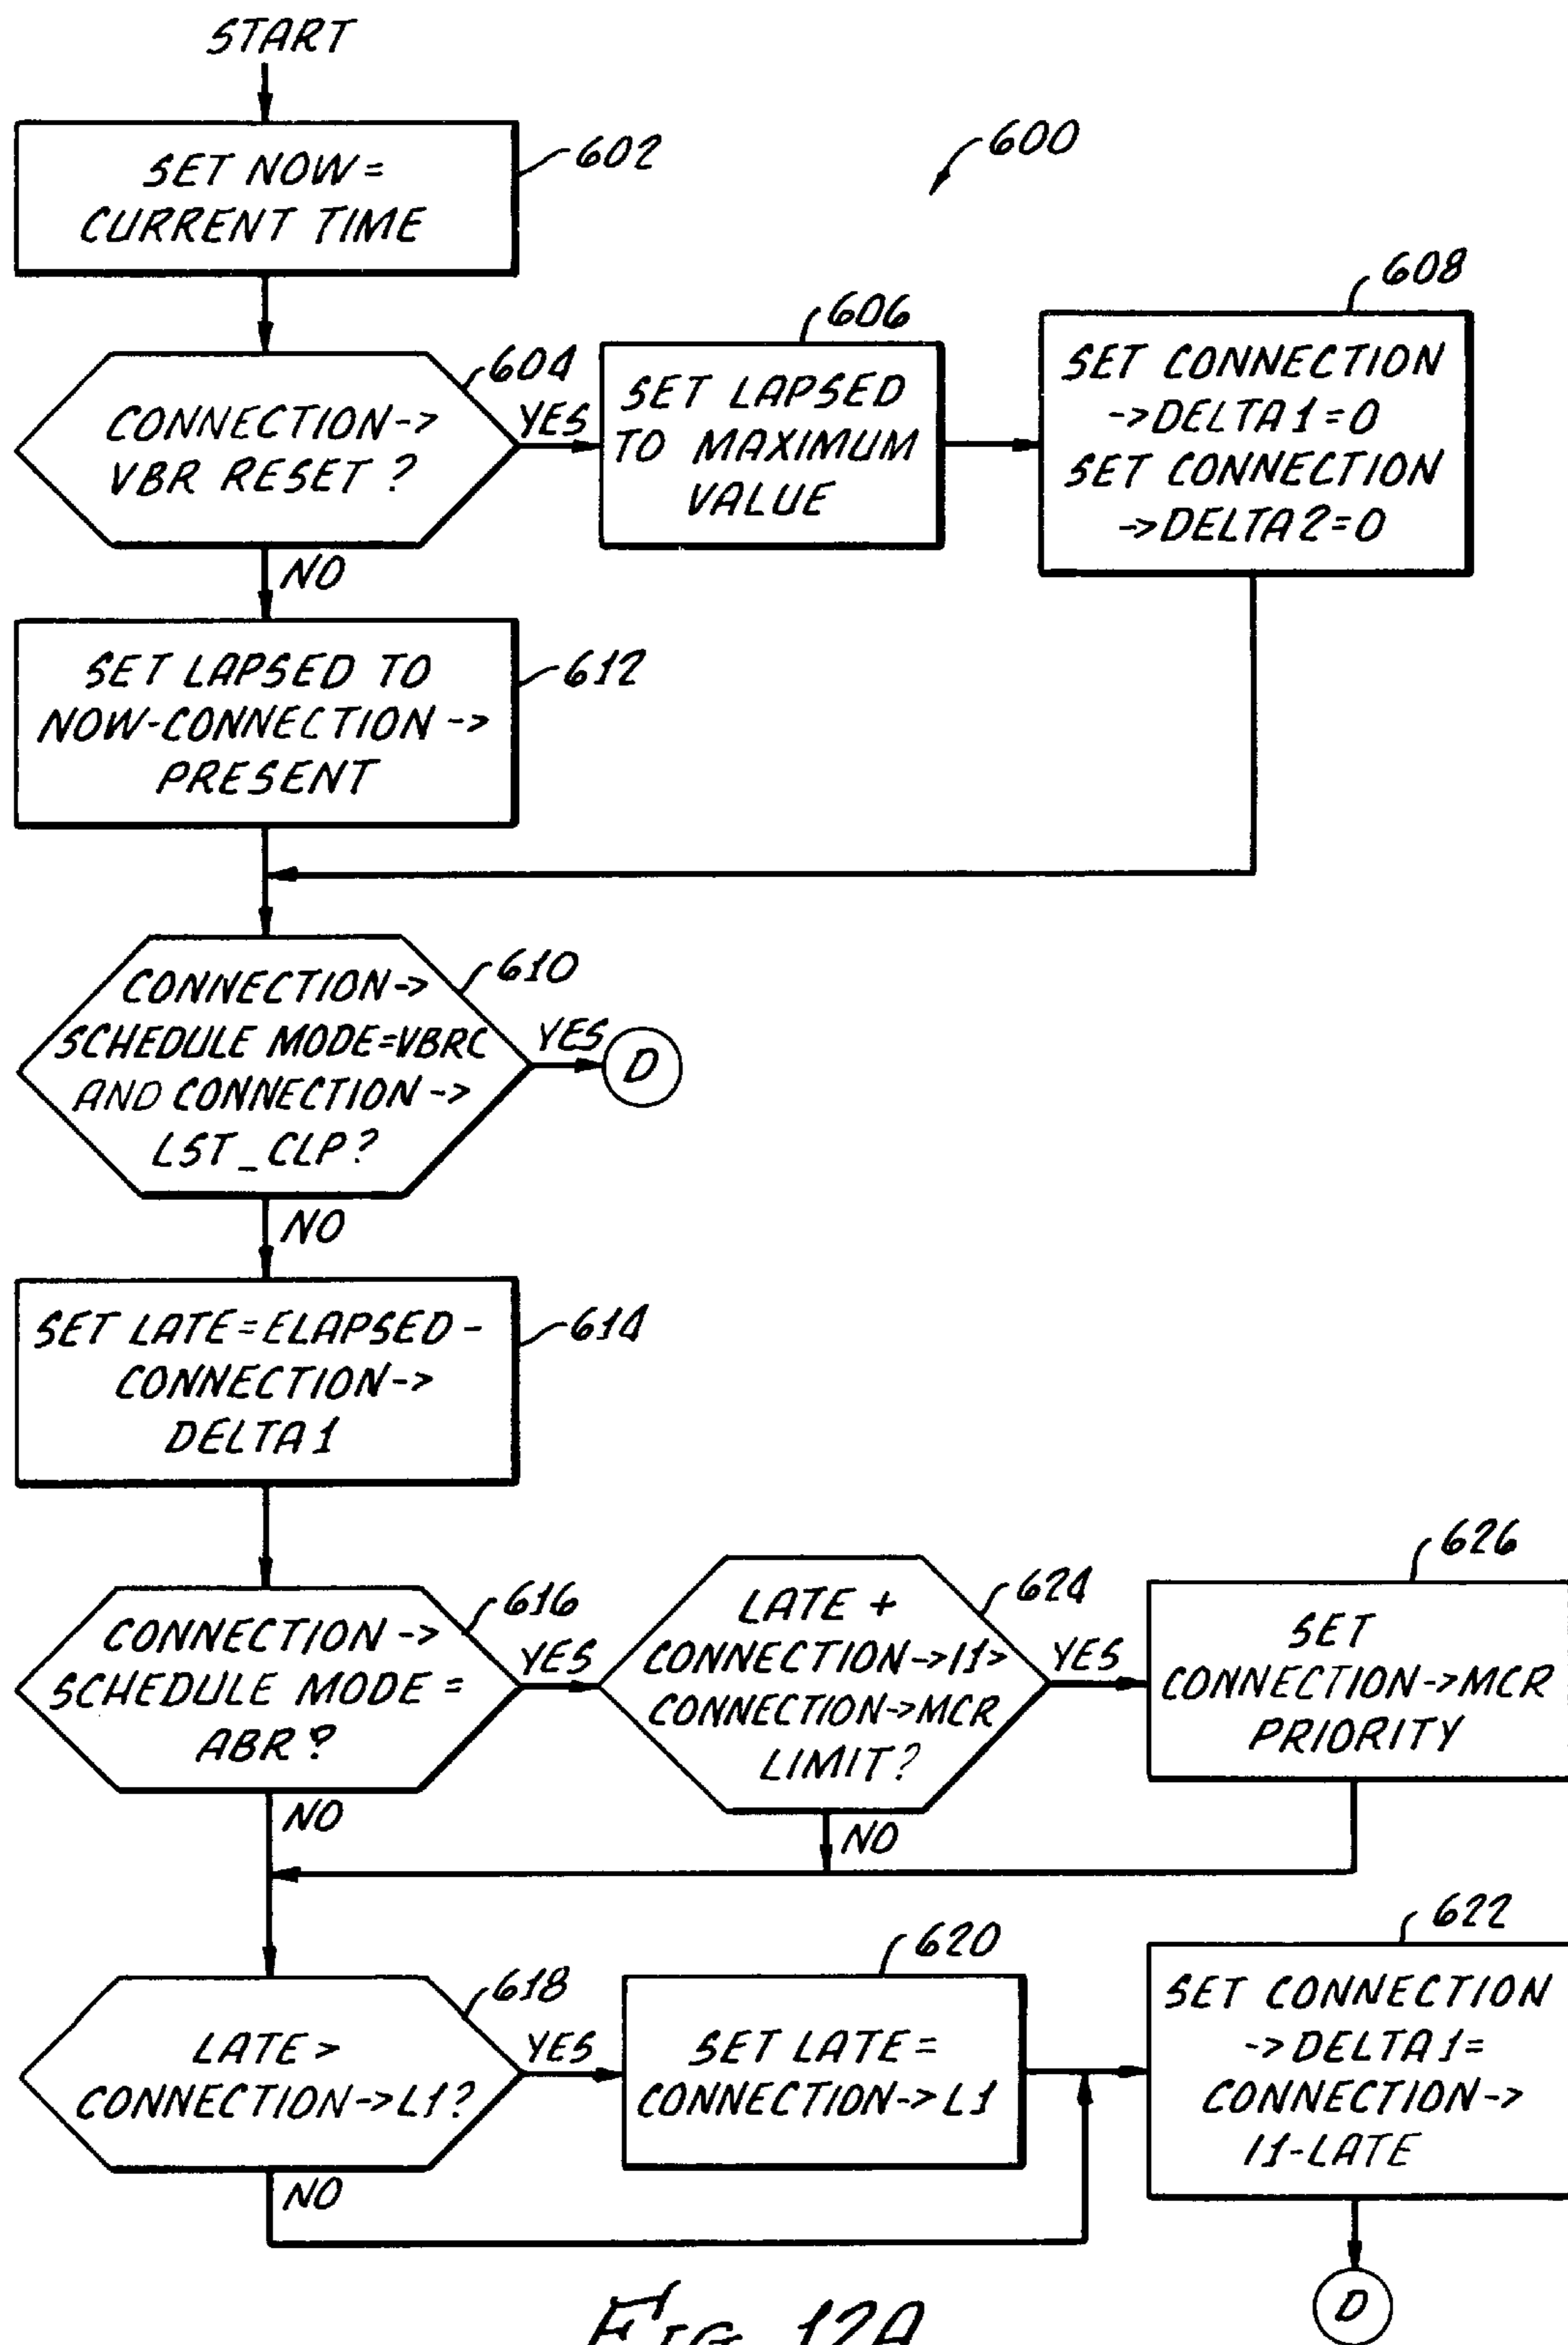 START
SET NOW=
CURRENT TIME
602
600
CONNECTION->
VBR RESET?
604
YES
NO
SET LAPSED
TO MAXIMUM
VALUE
606
SET CONNECTION
->DELTA1=0
SET CONNECTION
->DELTA2=0
608
SET LAPSED TO
NOW-CONNECTION->
PRESENT
612
CONNECTION->
SCHEDULE MODE=VBRC
AND CONNECTION->
LST_CLP?
610
YES
D
NO
SET LATE=ELAPSED-
CONNECTION->
DELTA1
614
CONNECTION->
SCHEDULE MODE=
ABR?
616
YES
NO
LATE +
CONNECTION->I1>
CONNECTION->MCR
LIMIT?
624
YES
NO
SET
CONNECTION->MCR
PRIORITY
626
LATE >
CONNECTION->L1?
618
YES
NO
SET LATE=
CONNECTION->L1
620
SET CONNECTION
->DELTA1=
CONNECTION->
I1-LATE
622
D
FIG. 12A